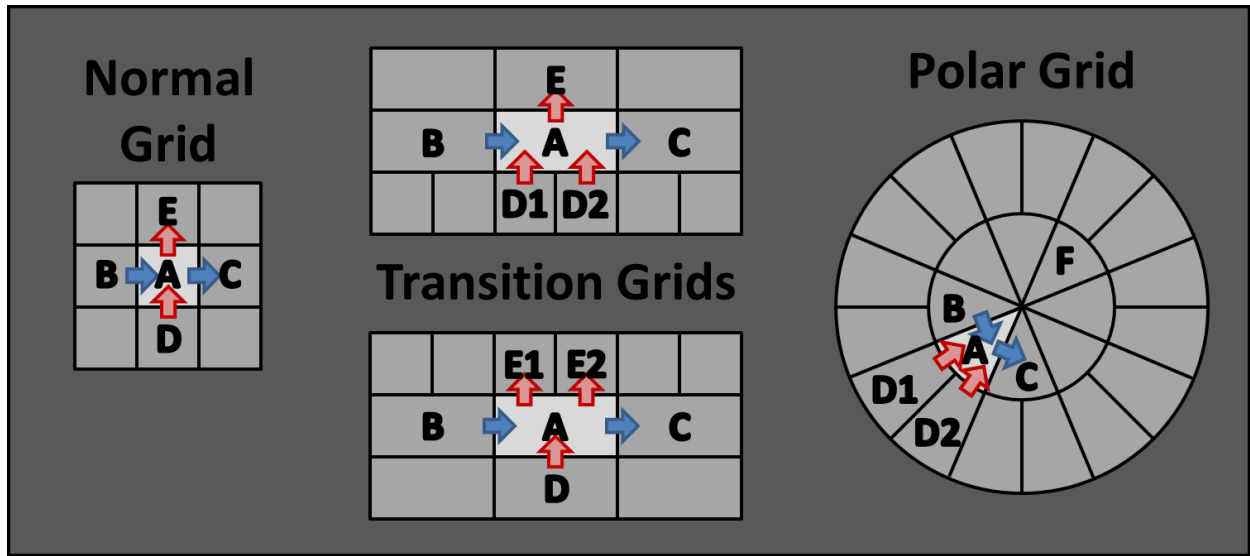 Normal
Grid
E
B A C
D
E
B A C
D1 D2
Transition Grids
E1 E2
B A C
D
Polar Grid
F
B
A
C
D1
D2